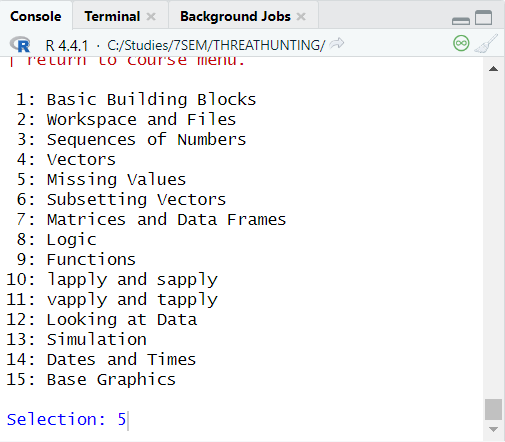 Console Terminal Background Jobs
R 4.4.1 · C:/Studies/7SEM/THREATHUNTING/
| return to course menu.
1: Basic Building Blocks
2: Workspace and Files
3: Sequences of Numbers
4: Vectors
5: Missing Values
6: Subsetting Vectors
7: Matrices and Data Frames
8: Logic
9: Functions
10: lapply and sapply
11: vapply and tapply
12: Looking at Data
13: Simulation
14: Dates and Times
15: Base Graphics
Selection: 5